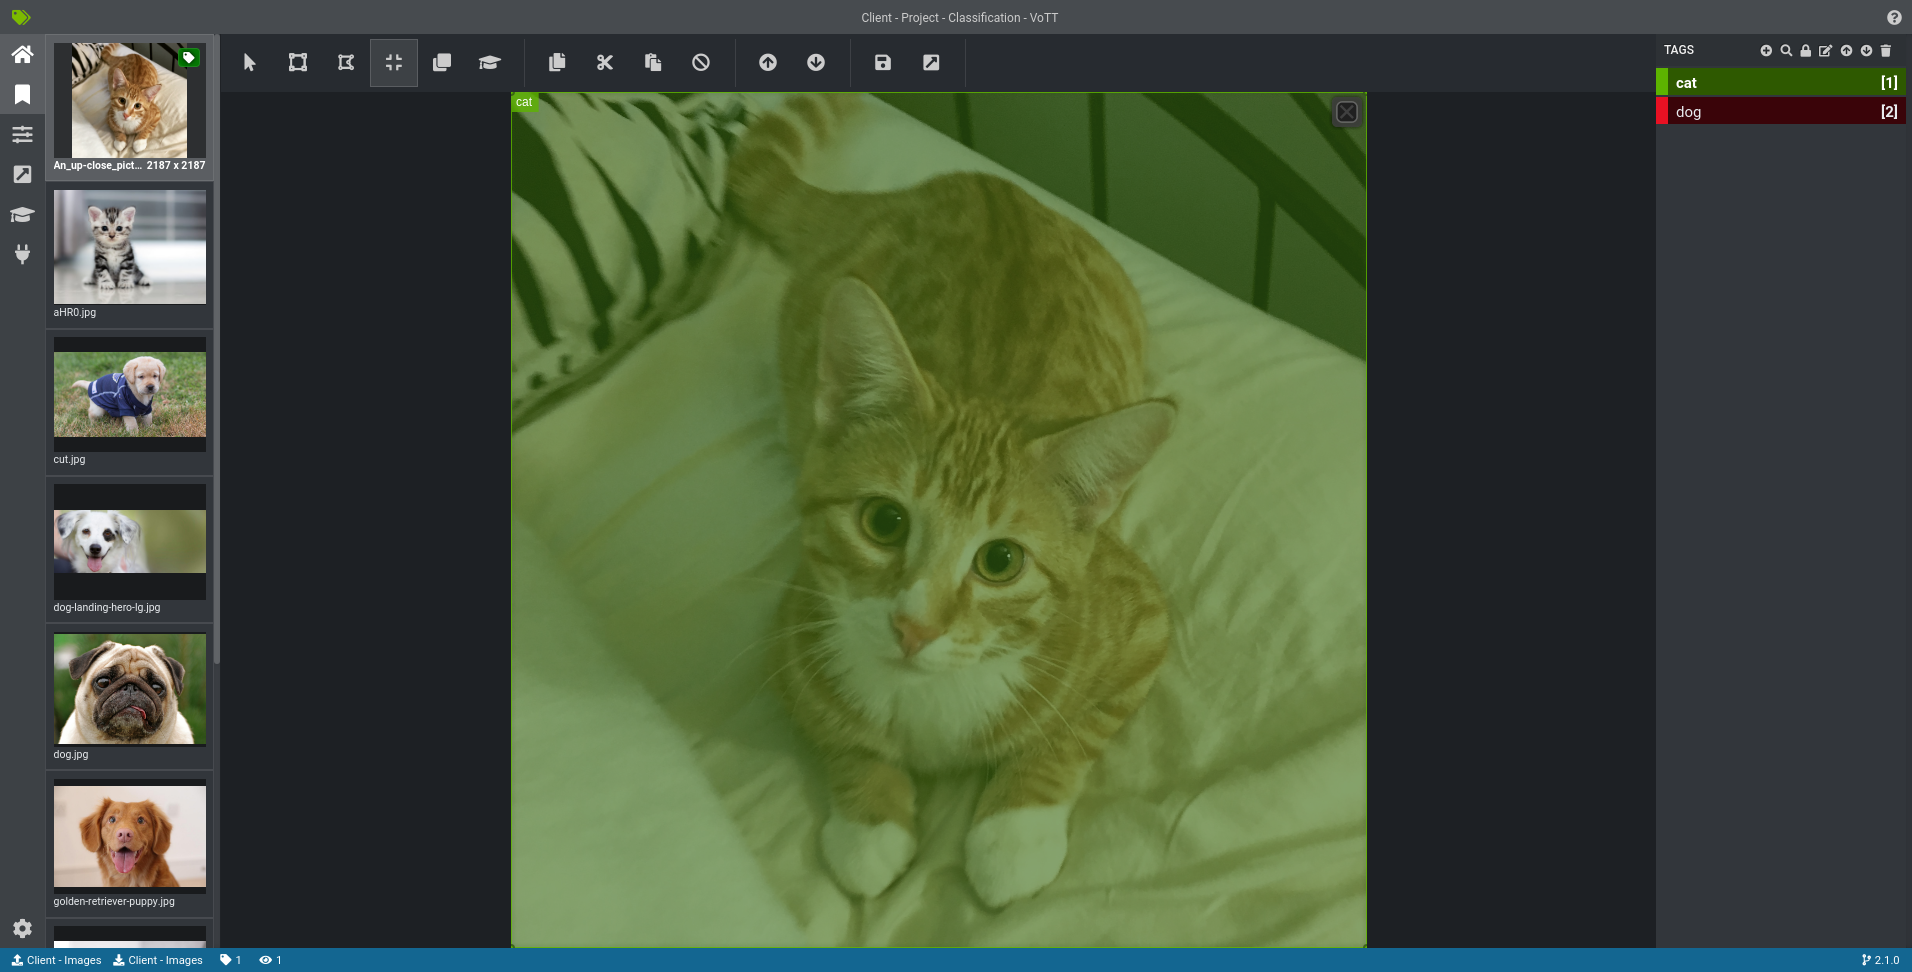 Client - Project - Classification - VoTT
An_up-close_pict... 2187 x 2187
aHR0.jpg
cut.jpg
dog-landing-hero-lg.jpg
dog.jpg
golden-retriever-puppy.jpg
cat
TAGS
cat [1]
dog [2]
Client - Images Client - Images 1 1
2.1.0